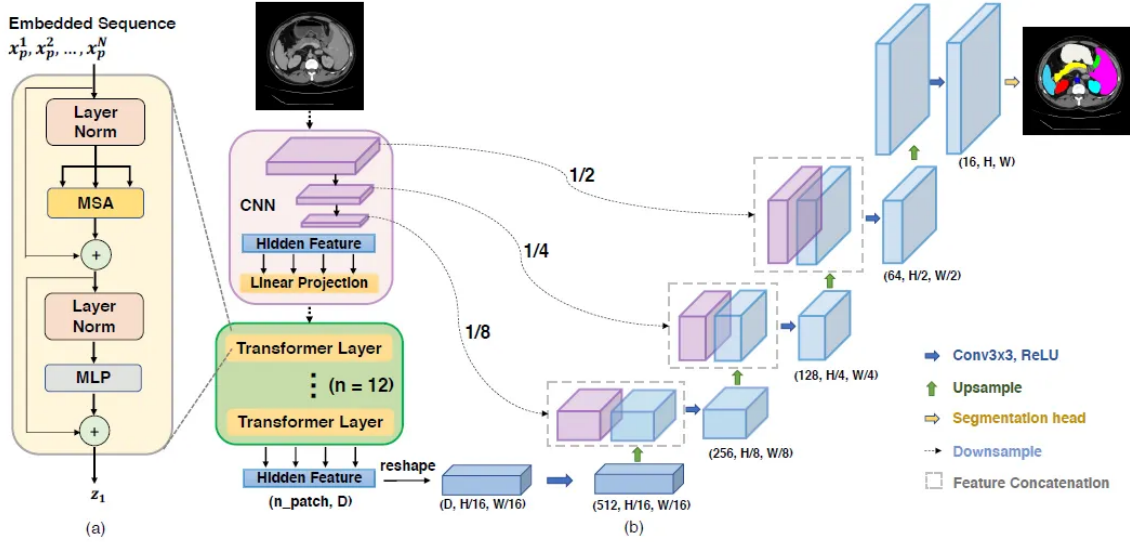 Embedded Sequence
x_p^1, x_p^2, ..., x_p^N
Layer
Norm
MSA
+
Layer
Norm
MLP
+
z_1
(a)
CNN
Hidden Feature
Linear Projection
Transformer Layer
⋮ (n = 12)
Transformer Layer
Hidden Feature
(n_patch, D)
reshape
(D, H/16, W/16)
(512, H/16, W/16)
(b)
1/2
1/4
1/8
(256, H/8, W/8)
(128, H/4, W/4)
(64, H/2, W/2)
(16, H, W)
Conv3x3, ReLU
Upsample
Segmentation head
Downsample
Feature Concatenation